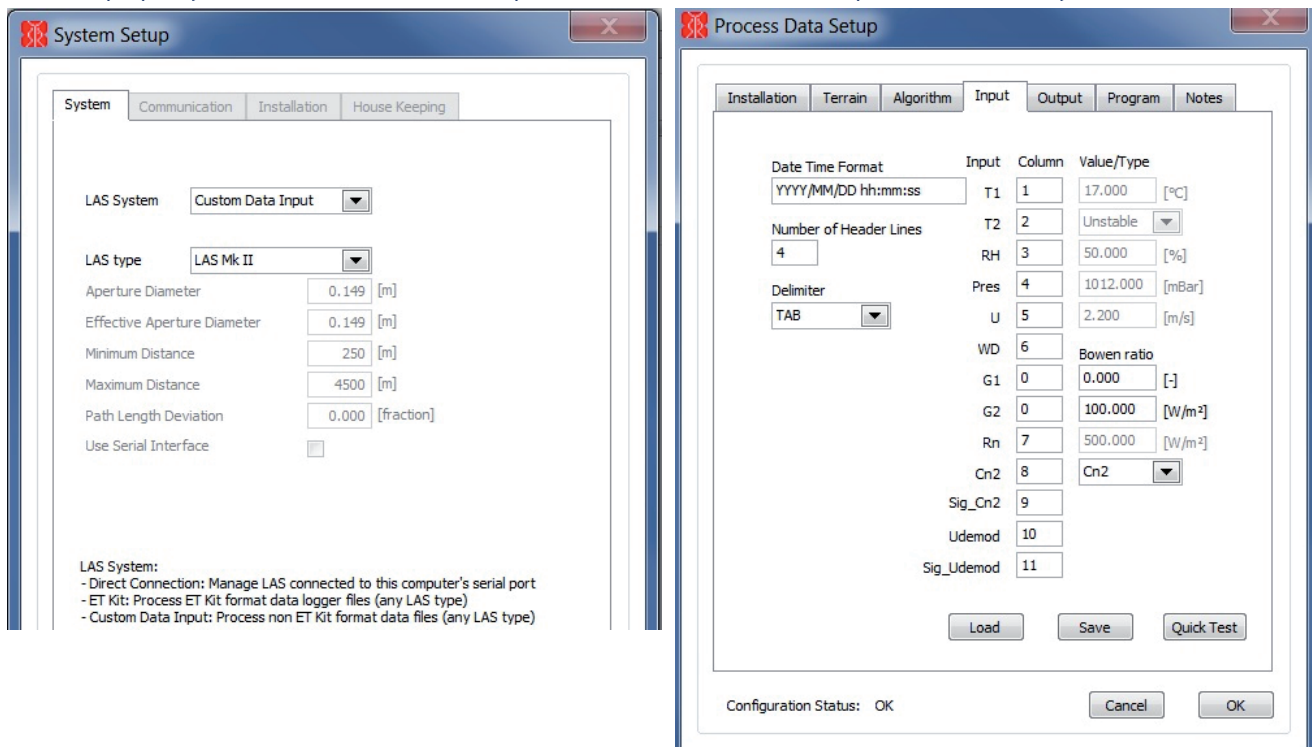 System Setup
System Communication Installation House Keeping
LAS System Custom Data Input
LAS type LAS Mk II
Aperture Diameter 0.149 [m]
Effective Aperture Diameter 0.149 [m]
Minimum Distance 250 [m]
Maximum Distance 4500 [m]
Path Length Deviation 0.000 [fraction]
Use Serial Interface
LAS System:
- Direct Connection: Manage LAS connected to this computer's serial port
- ET Kit: Process ET Kit format data logger files (any LAS type)
- Custom Data Input: Process non ET Kit format data files (any LAS type)
Process Data Setup
Installation Terrain Algorithm Input Output Program Notes
Date Time Format
YYYY/MM/DD hh:mm:ss
Number of Header Lines
4
Delimiter
TAB
Input Column Value/Type
T1 1 17.000 [°C]
T2 2 Unstable
RH 3 50.000 [%]
Pres 4 1012.000 [mBar]
U 5 2.200 [m/s]
WD 6 Bowen ratio
G1 0 0.000 [-]
G2 0 100.000 [W/m²]
Rn 7 500.000 [W/m²]
Cn2 8 Cn2
Sig_Cn2 9
Udemod 10
Sig_Udemod 11
Load Save Quick Test
Configuration Status: OK Cancel OK